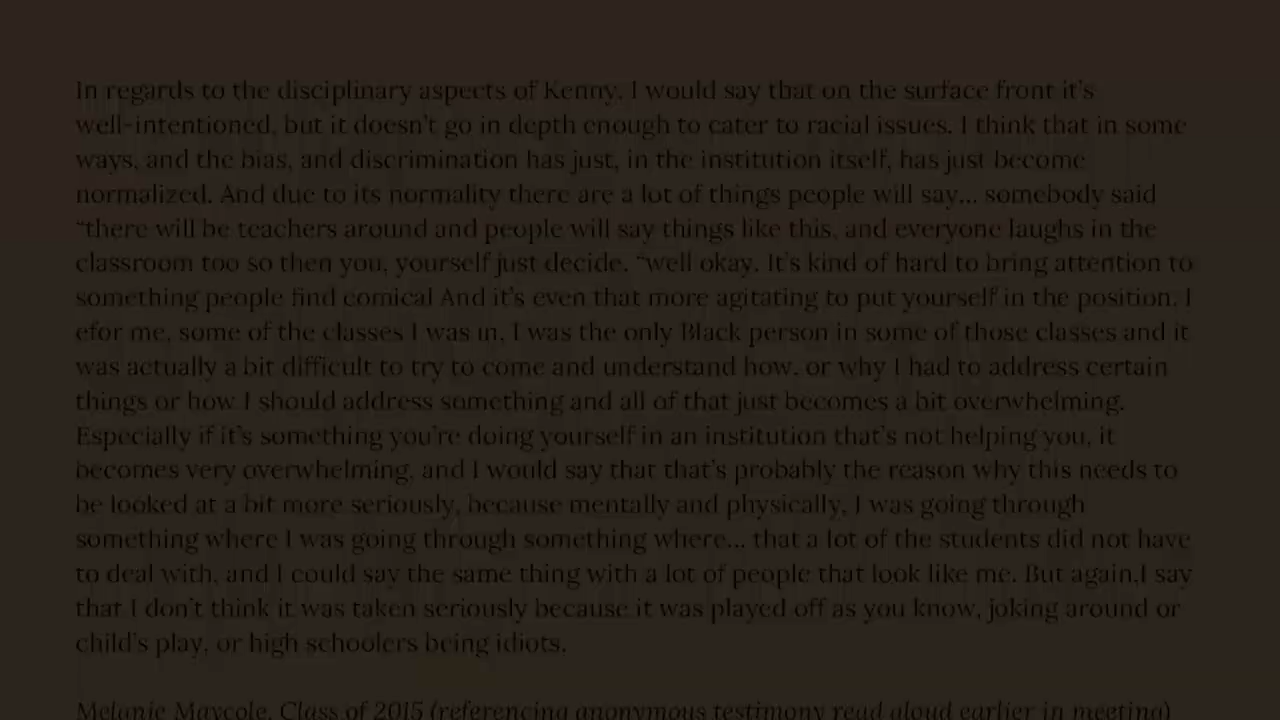 In regards to the disciplinary aspects of Kenny, I would say that on the surface front it's
well-intentioned, but it doesn't go in depth enough to cater to racial issues. I think that in some
ways, and the bias, and discrimination has just, in the institution itself, has just become
normalized. And due to its normality there are a lot of things people will say... somebody said
“there will be teachers around and people will say things like this, and everyone laughs in the
classroom too so then you, yourself just decide, “well okay. It's kind of hard to bring attention to
something people find comical And it's even that more agitating to put yourself in the position. I
efor me, some of the classes I was in, I was the only Black person in some of those classes and it
was actually a bit difficult to try to come and understand how, or why I had to address certain
things or how I should address something and all of that just becomes a bit overwhelming.
Especially if it's something you're doing yourself in an institution that's not helping you, it
becomes very overwhelming, and I would say that that's probably the reason why this needs to
be looked at a bit more seriously, because mentally and physically, I was going through
something where I was going through something where... that a lot of the students did not have
to deal with, and I could say the same thing with a lot of people that look like me. But again,I say
that I don't think it was taken seriously because it was played off as you know, joking around or
child's play, or high schoolers being idiots.
Melanie Maycole, Class of 2015 (referencing anonymous testimony read aloud earlier in meeting)